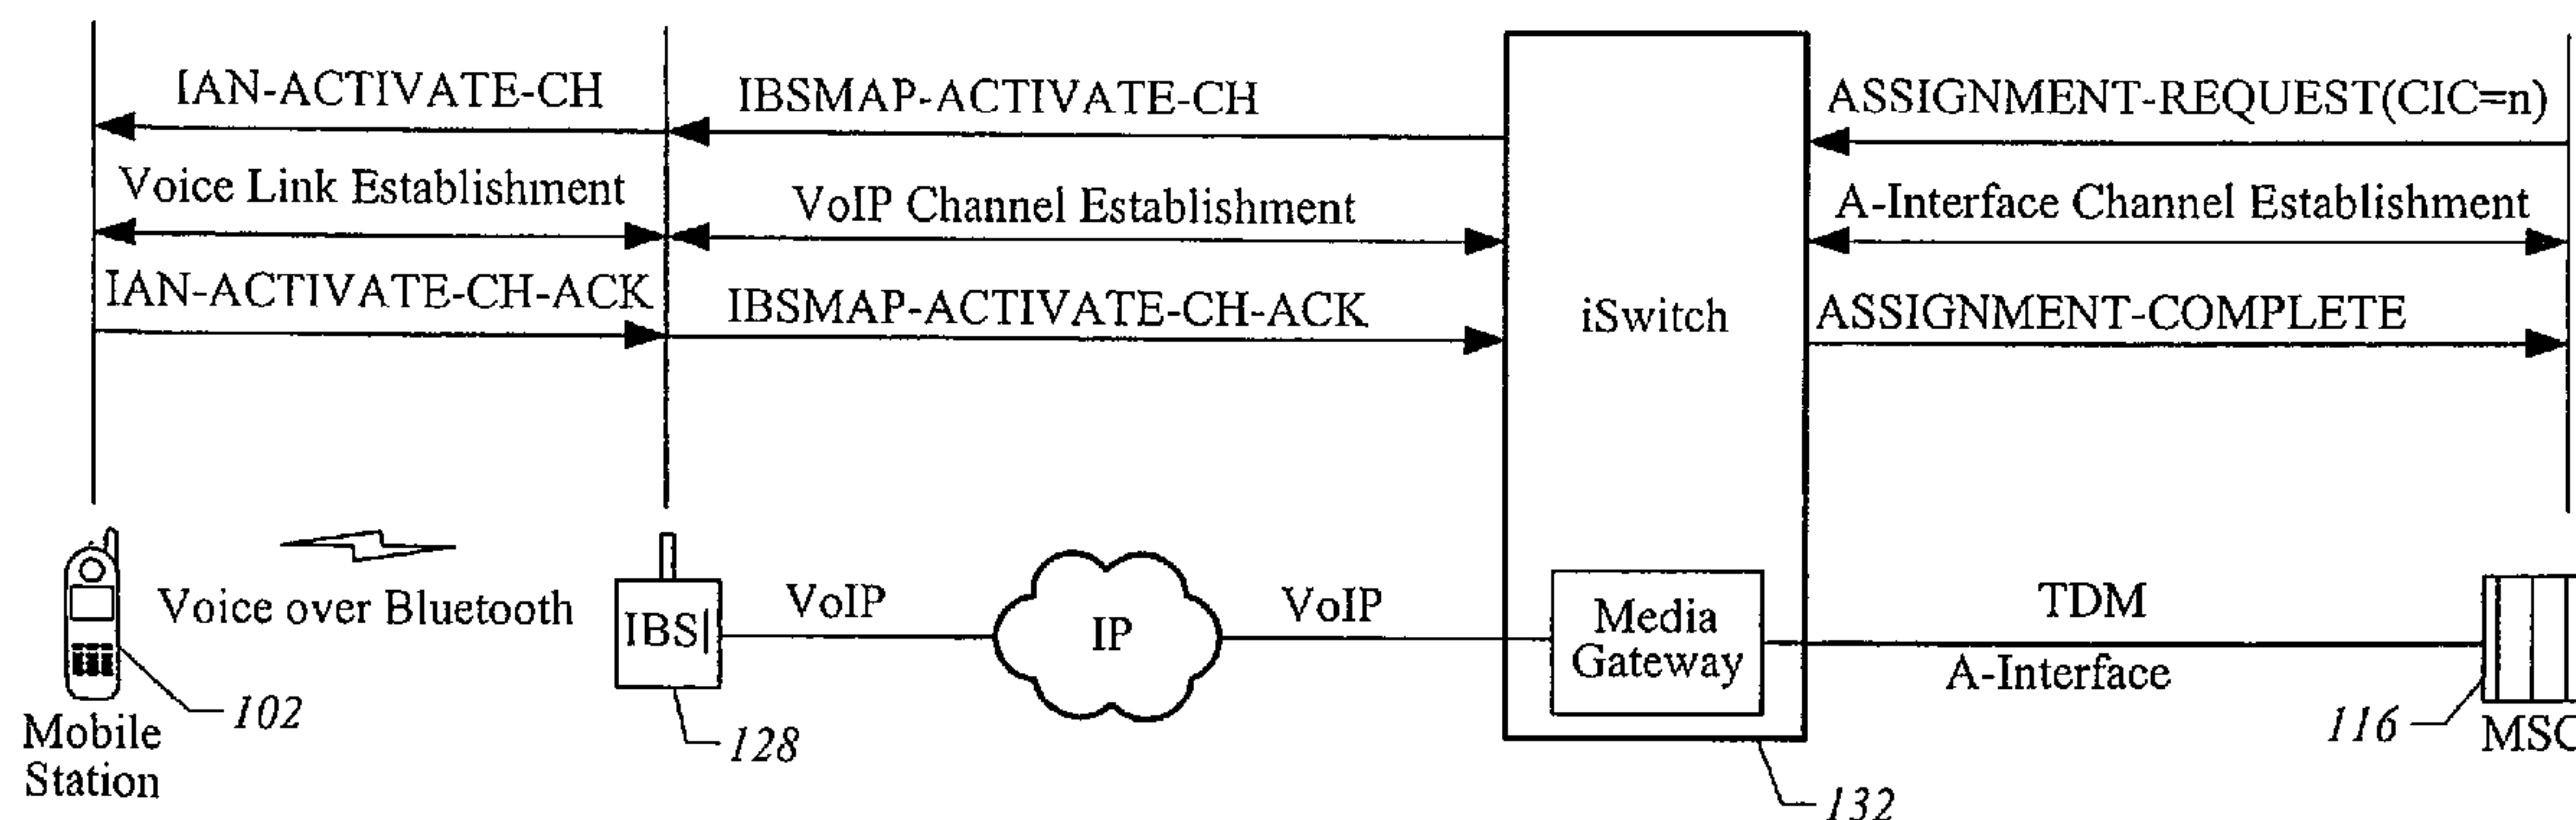 IAN-ACTIVATE-CH
IBSMAP-ACTIVATE-CH
ASSIGNMENT-REQUEST(CIC=n)
Voice Link Establishment
VoIP Channel Establishment
A-Interface Channel Establishment
IAN-ACTIVATE-CH-ACK
IBSMAP-ACTIVATE-CH-ACK
iSwitch
ASSIGNMENT-COMPLETE
Voice over Bluetooth
IBS
VoIP
IP
VoIP
Media
Gateway
TDM
A-Interface
102
Mobile
Station
128
116
MSC
132